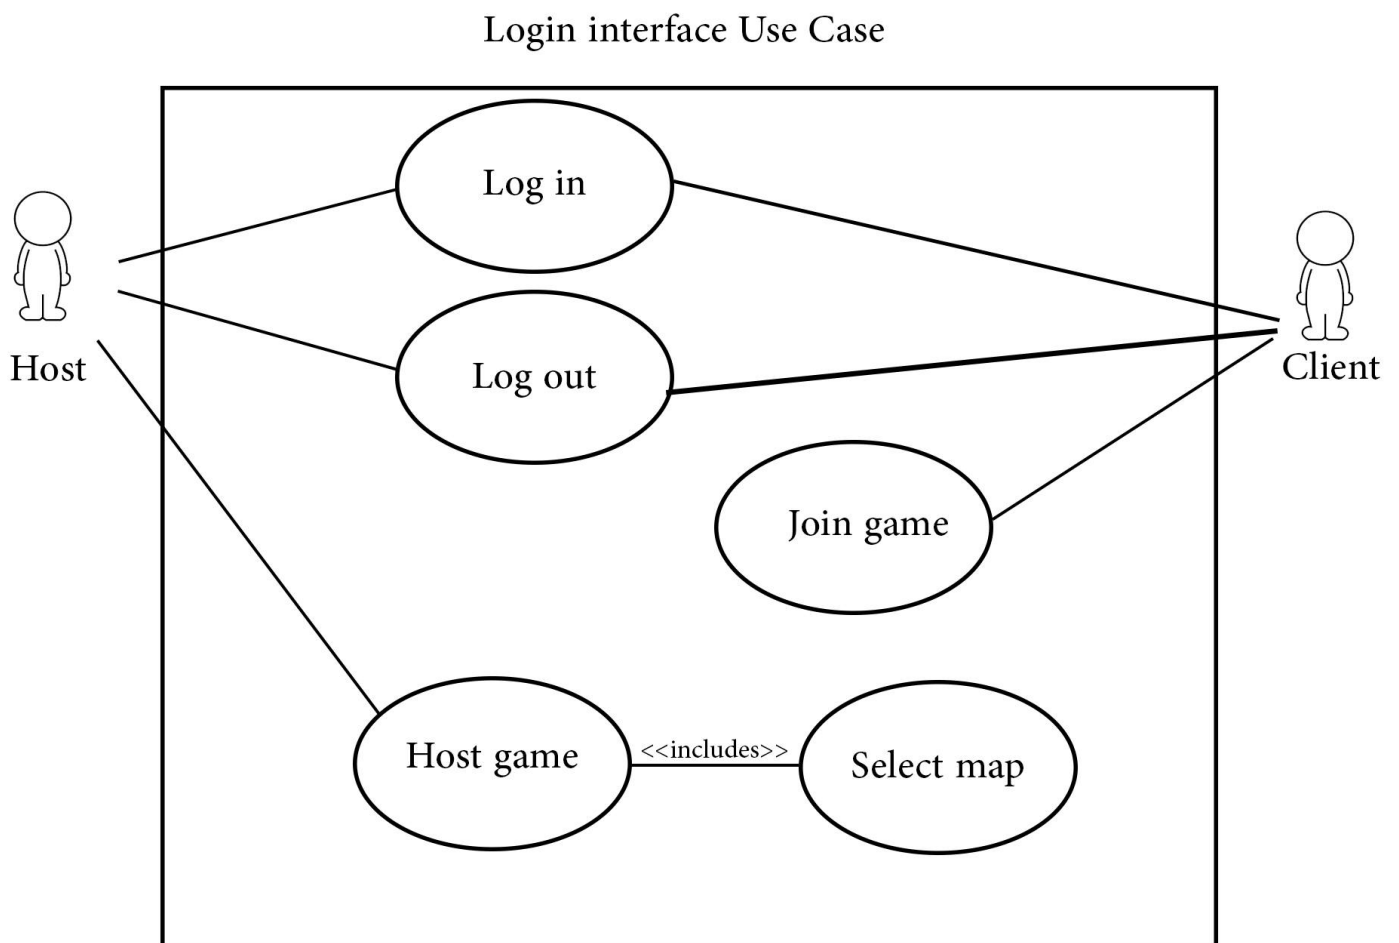 Login interface Use Case
Log in
Log out
Host
Client
Join game
Host game
<<includes>>
Select map